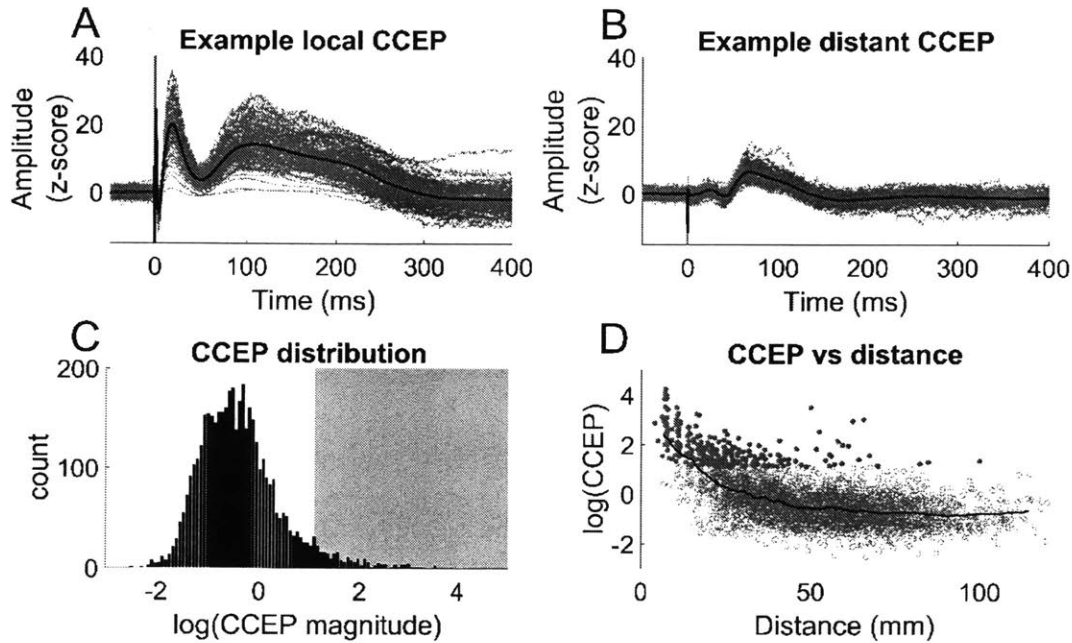 A
Example local CCEP
40
20
0
Amplitude
(z-score)
0 100 200 300 400
Time (ms)
B
Example distant CCEP
40
20
0
Amplitude
(z-score)
0 100 200 300 400
Time (ms)
C
CCEP distribution
200
100
0
count
-2 0 2 4
log(CCEP magnitude)
D
CCEP vs distance
4
2
0
-2
log(CCEP)
0 50 100
Distance (mm)